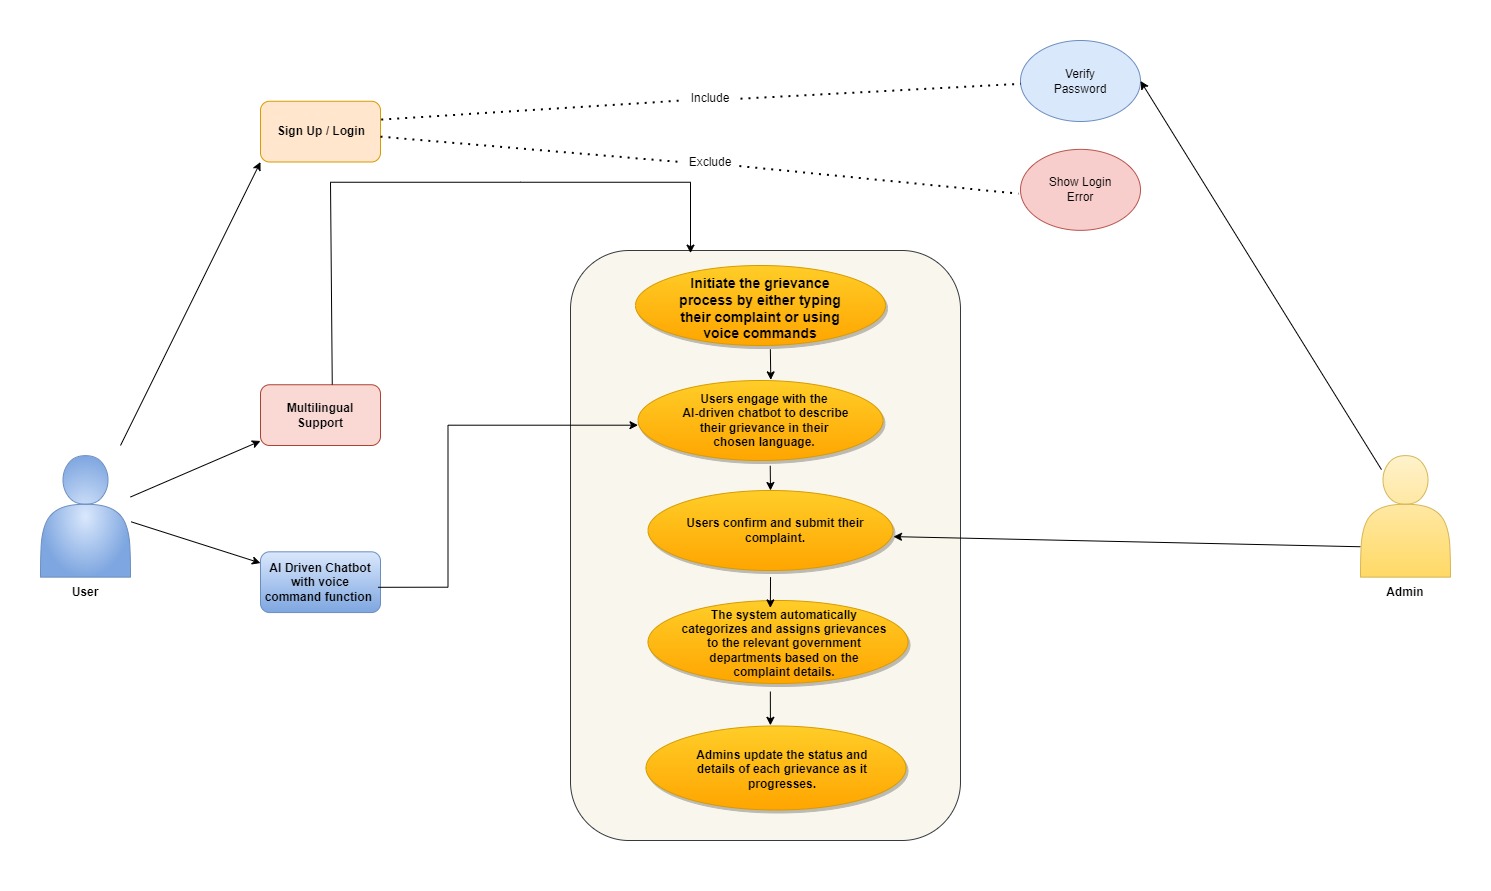 Verify
Password
Include
Sign Up / Login
Exclude
Show Login
Error
Initiate the grievance
process by either typing
their complaint or using
voice commands
Multilingual
Support
Users engage with the
AI-driven chatbot to describe
their grievance in their
chosen language.
Users confirm and submit their
complaint.
AI Driven Chatbot
with voice
command function
User
Admin
The system automatically
categorizes and assigns grievances
to the relevant government
departments based on the
complaint details.
Admins update the status and
details of each grievance as it
progresses.